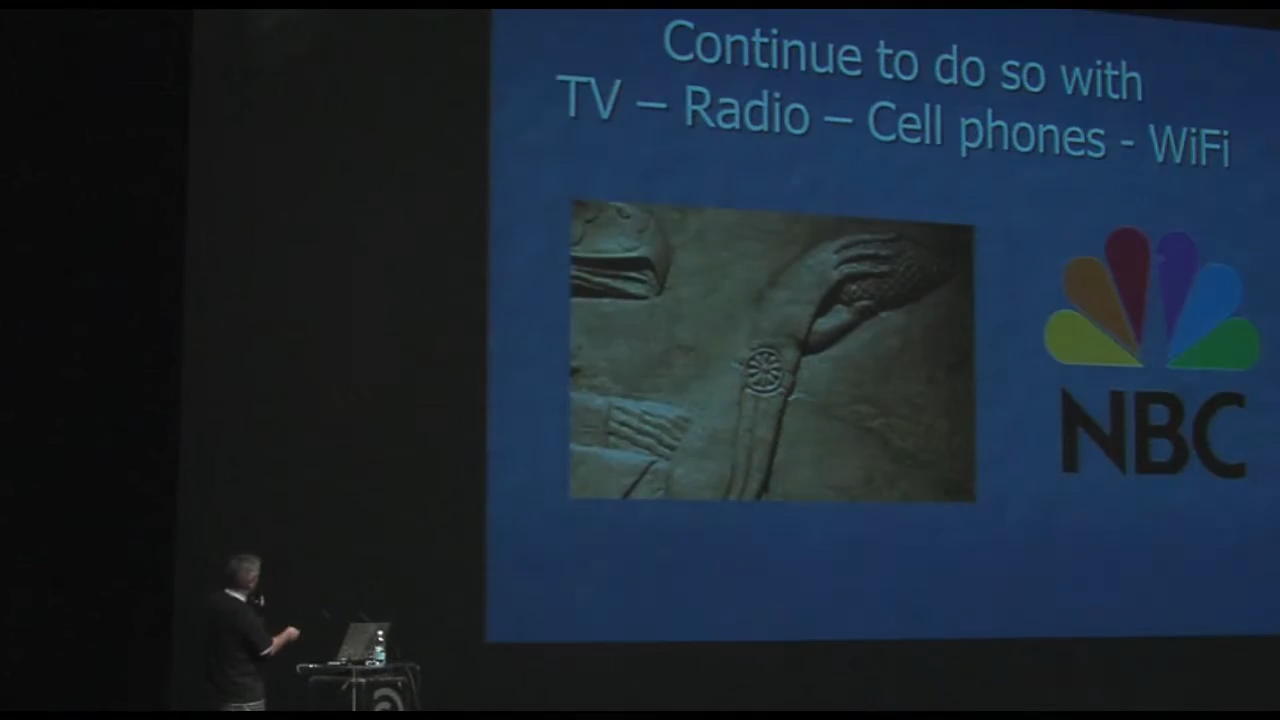 Continue to do so with
TV – Radio – Cell phones - WiFi
NBC